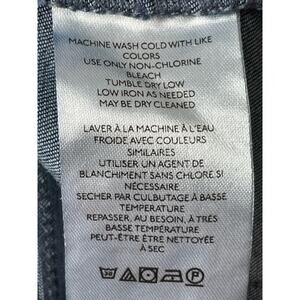 MACHINE WASH COLD WITH LIKE
COLORS
USE ONLY NON-CHLORINE
BLEACH
TUMBLE DRY LOW
LOW IRON AS NEEDED
MAY BE DRY CLEANED
LAVER À LA MACHINE À L'EAU
FROIDE AVEC COULEURS
SIMILAIRES
UTILISER UN AGENT DE
BLANCHIMENT SANS CHLORE SI
NÉCESSAIRE
SECHER PAR CULBUTAGE À BASSE
TEMPERATURE
REPASSER, AU BESOIN, À TRÈS
BASSE TEMPÉRATURE
PEUT-ÊTRE ÊTRE NETTOYÉE
À SEC
30 P